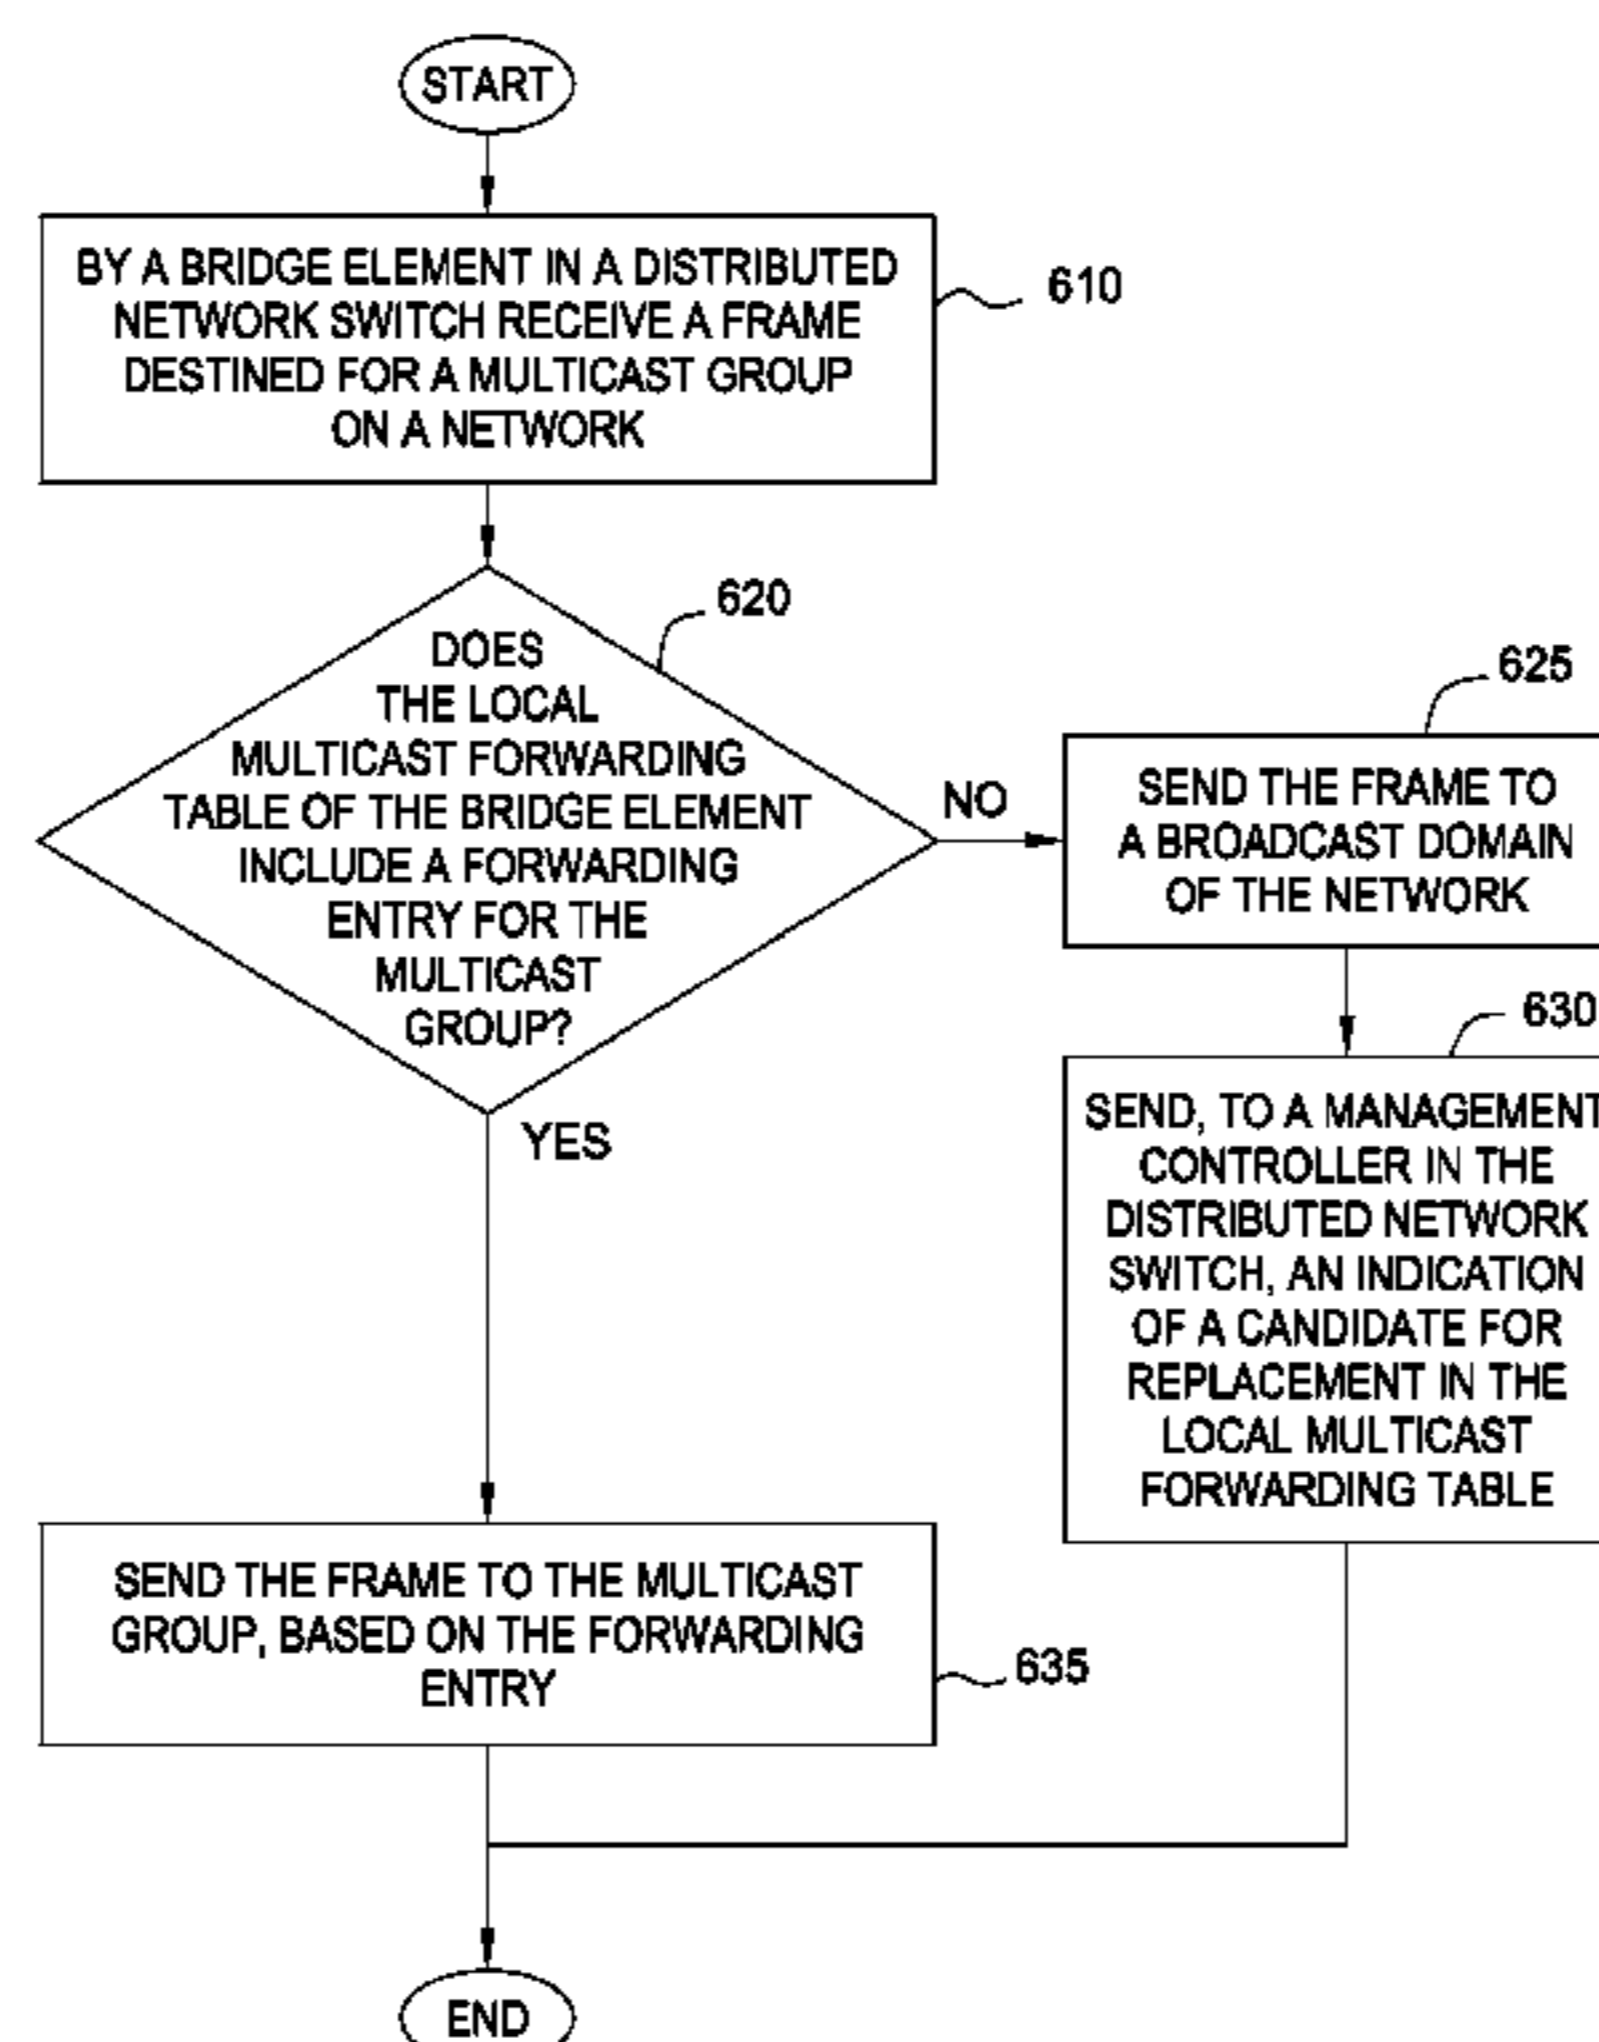 START
BY A BRIDGE ELEMENT IN A DISTRIBUTED
NETWORK SWITCH RECEIVE A FRAME
DESTINED FOR A MULTICAST GROUP
ON A NETWORK
610
620
DOES
THE LOCAL
MULTICAST FORWARDING
TABLE OF THE BRIDGE ELEMENT
INCLUDE A FORWARDING
ENTRY FOR THE
MULTICAST
GROUP?
NO
625
SEND THE FRAME TO
A BROADCAST DOMAIN
OF THE NETWORK
630
SEND, TO A MANAGEMENT
CONTROLLER IN THE
DISTRIBUTED NETWORK
SWITCH, AN INDICATION
OF A CANDIDATE FOR
REPLACEMENT IN THE
LOCAL MULTICAST
FORWARDING TABLE
YES
SEND THE FRAME TO THE MULTICAST
GROUP, BASED ON THE FORWARDING
ENTRY
635
END